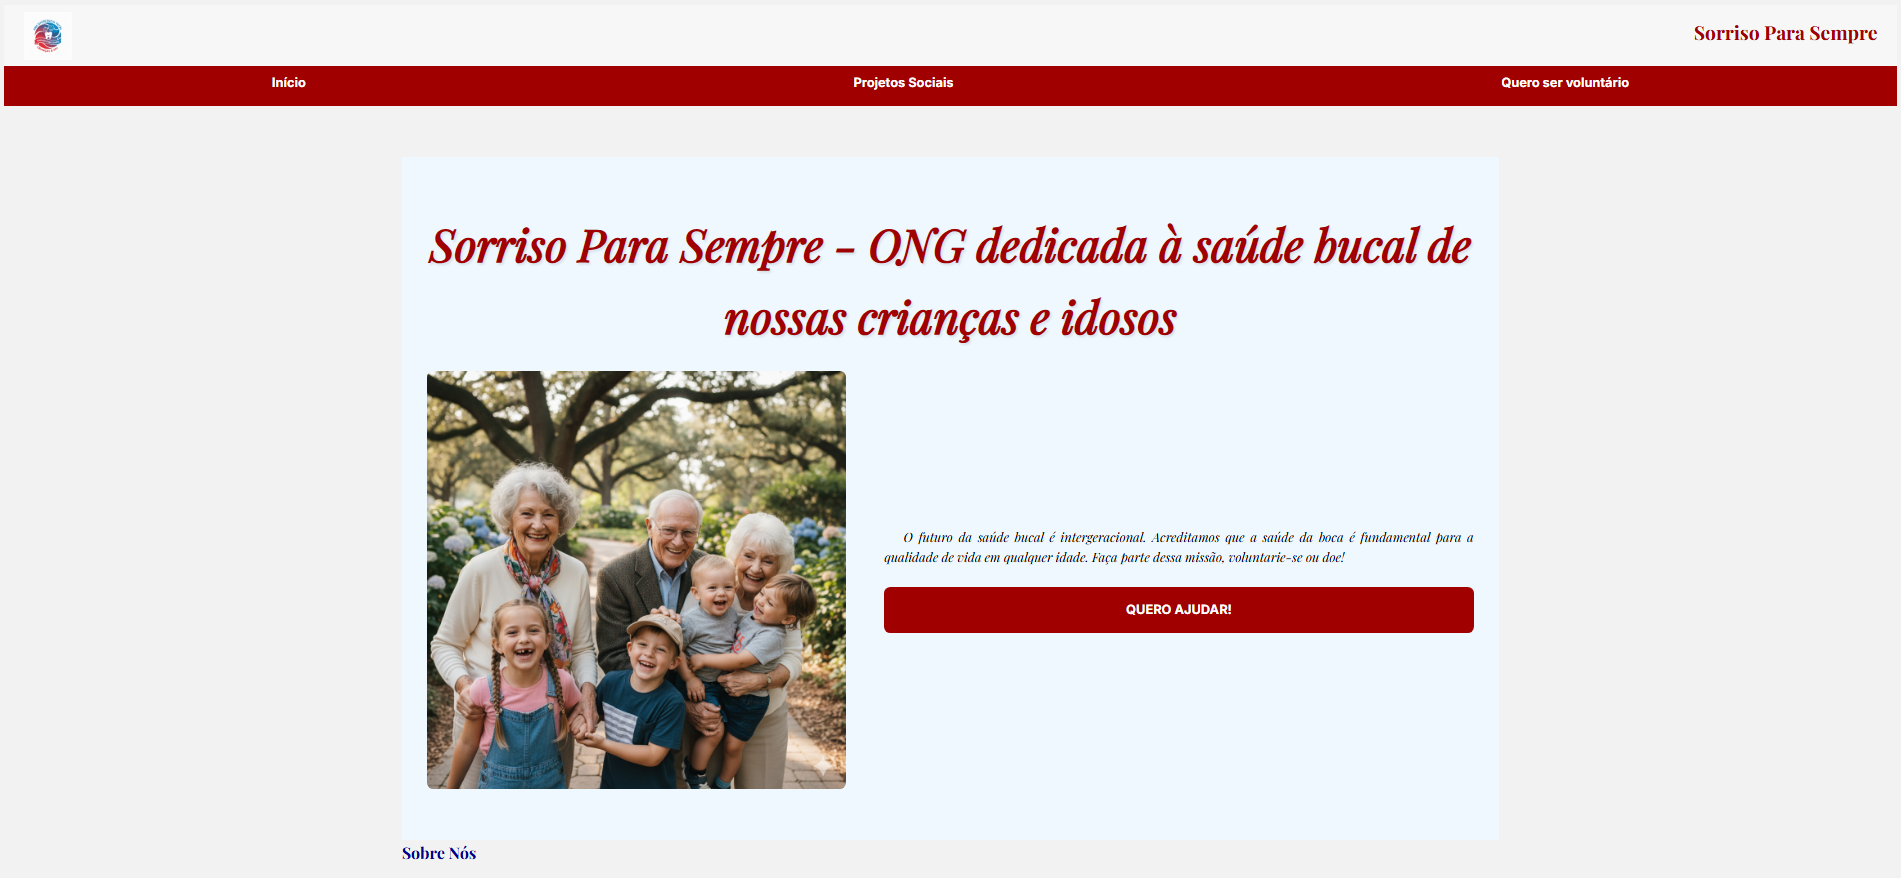 Sorriso Para Sempre
Início
Projetos Sociais
Quero ser voluntário
Sorriso Para Sempre - ONG dedicada à saúde bucal de
nossas crianças e idosos
O futuro da saúde bucal é intergeracional. Acreditamos que a saúde da boca é fundamental para a
qualidade de vida em qualquer idade. Faça parte dessa missão, voluntarie-se ou doe!
QUERO AJUDAR!
Sobre Nós